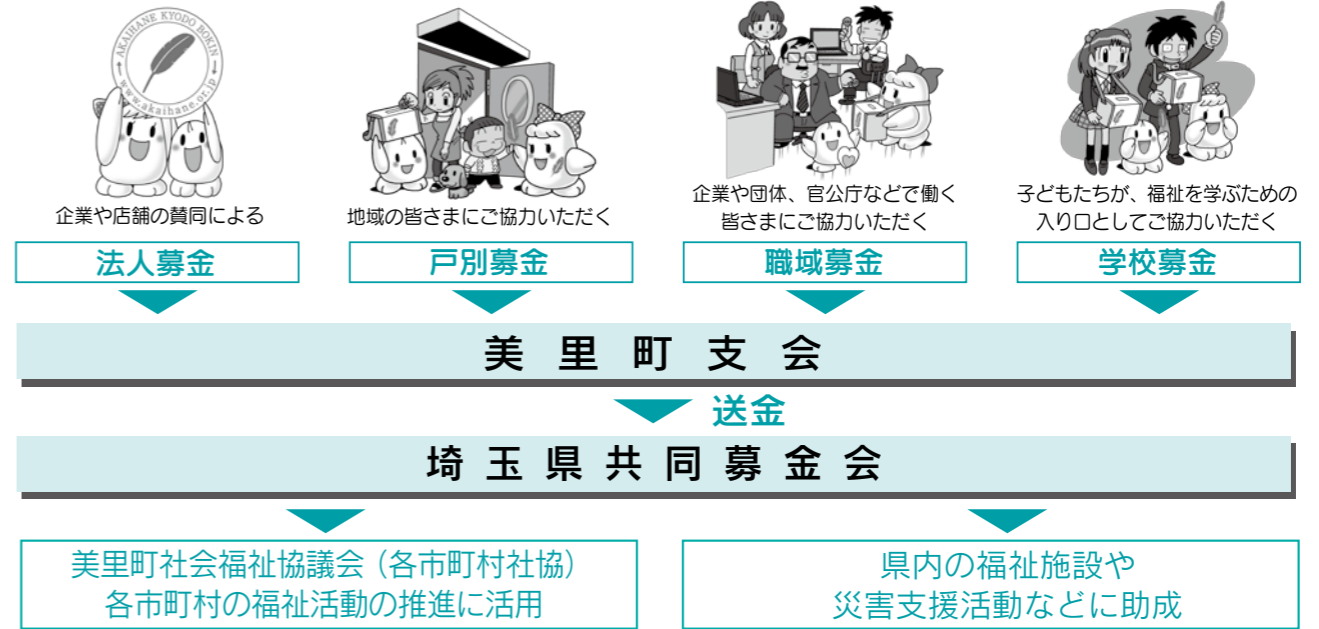 AKAIHANE KYODO BOKIN
www.akaihane.or.jp
企業や店舗の賛同による
法人募金
地域の皆さまにご協力いただく
戸別募金
企業や団体、官公庁などで働く
皆さまにご協力いただく
職域募金
子どもたちが、福祉を学ぶための
入り口としてご協力いただく
学校募金
美里町支会
送金
埼玉県共同募金会
美里町社会福祉協議会（各市町村社協）
各市町村の福祉活動の推進に活用
県内の福祉施設や
災害支援活動などに助成